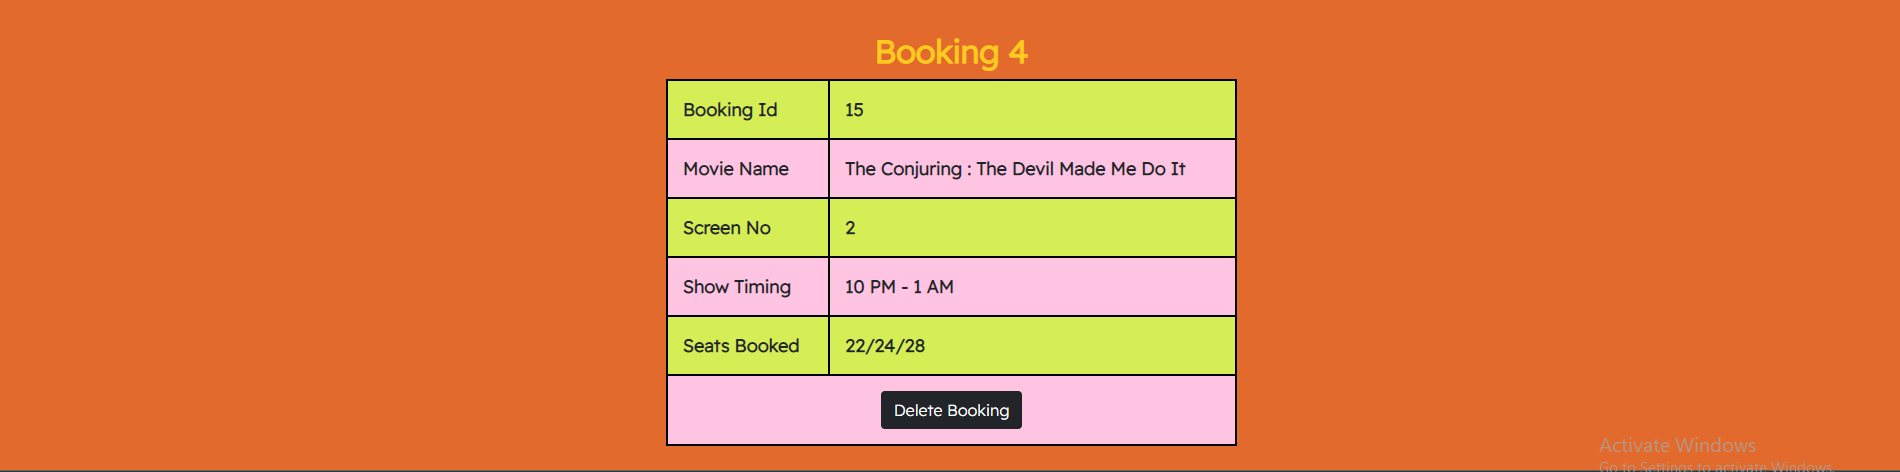 Booking 4
Booking Id 15
Movie Name The Conjuring : The Devil Made Me Do It
Screen No 2
Show Timing 10 PM - 1 AM
Seats Booked 22/24/28
Delete Booking
Activate Windows
Go to Settings to activate Windows.